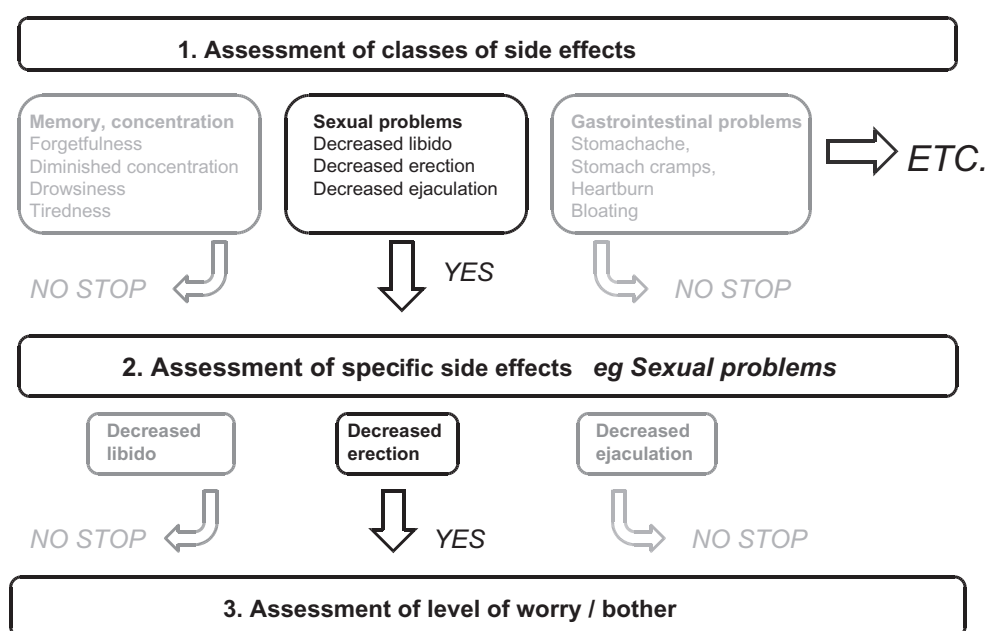 1. Assessment of classes of side effects
Memory, concentration
Forgetfulness
Diminished concentration
Drowsiness
Tiredness
Sexual problems
Decreased libido
Decreased erection
Decreased ejaculation
Gastrointestinal problems
Stomachache,
Stomach cramps,
Heartburn
Bloating
ETC.
NO STOP
YES
NO STOP
2. Assessment of specific side effects eg Sexual problems
Decreased
libido
Decreased
erection
Decreased
ejaculation
NO STOP
YES
NO STOP
3. Assessment of level of worry / bother